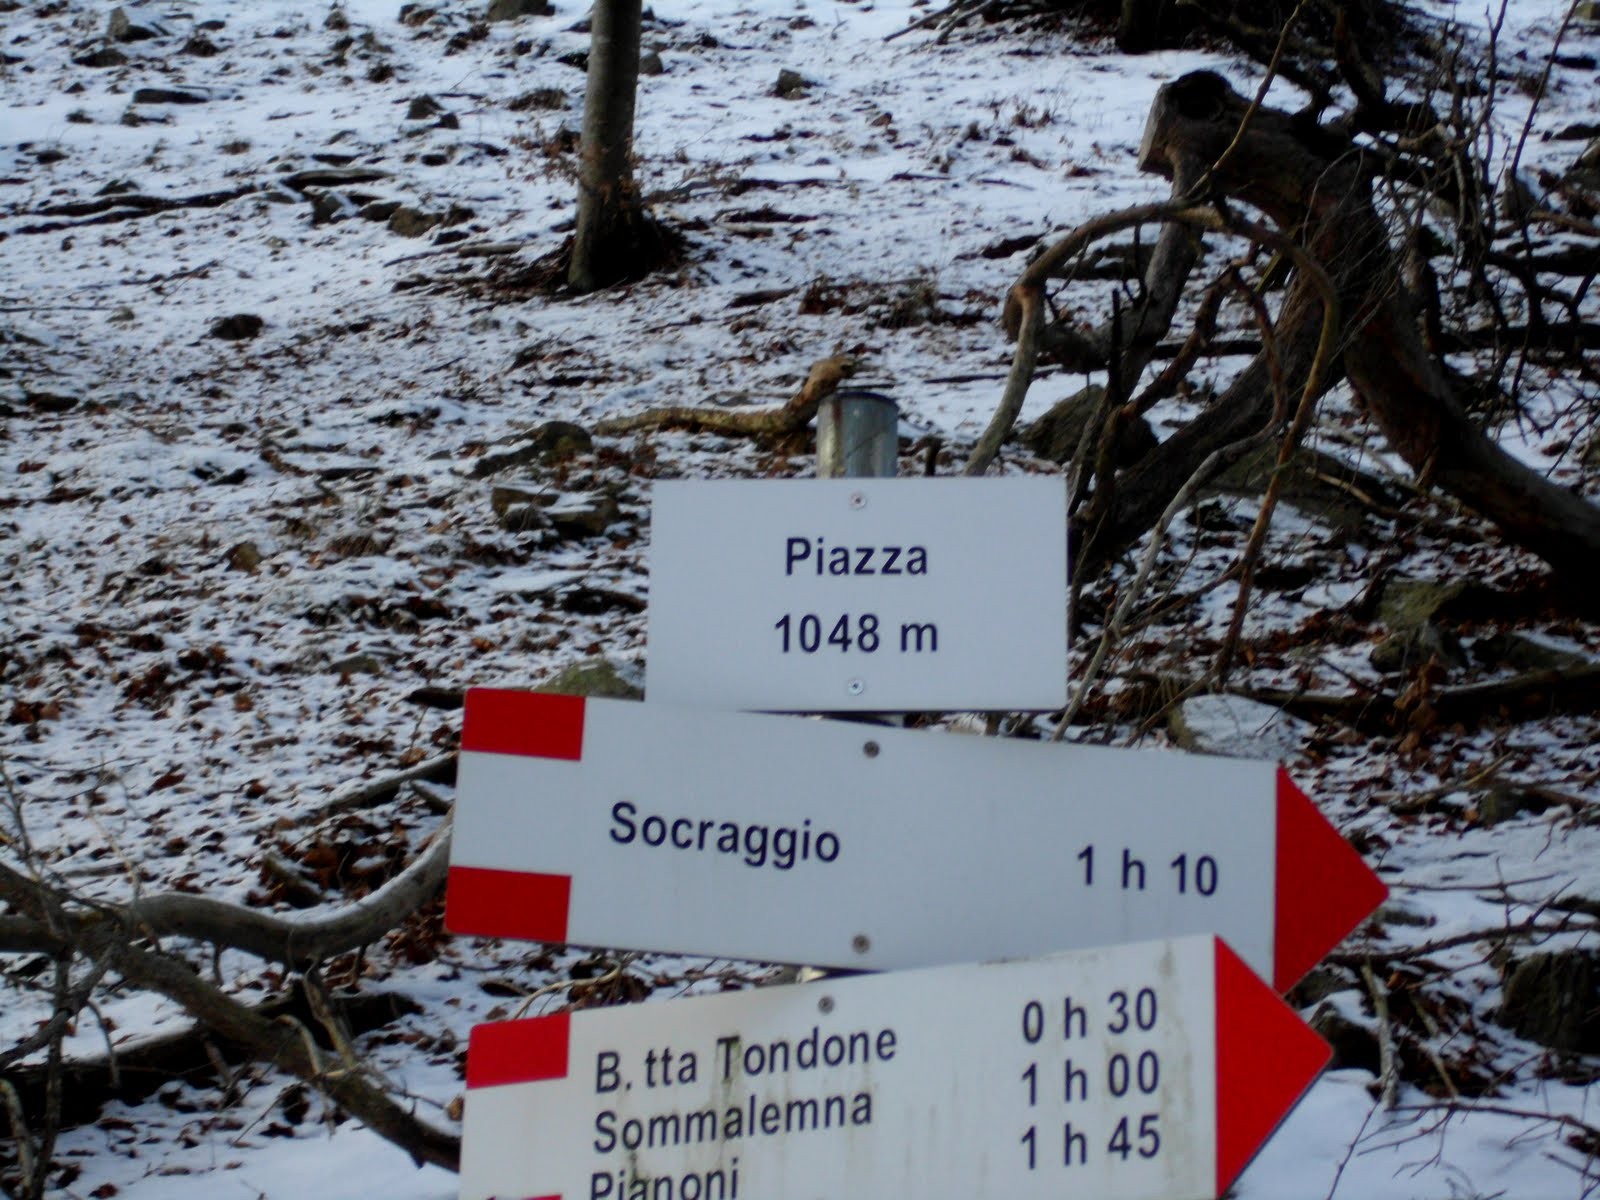 Piazza
1048 m
Socraggio 1 h 10
B.tta Tondone 0 h 30
Sommalemna 1 h 00
Pianoni 1 h 45